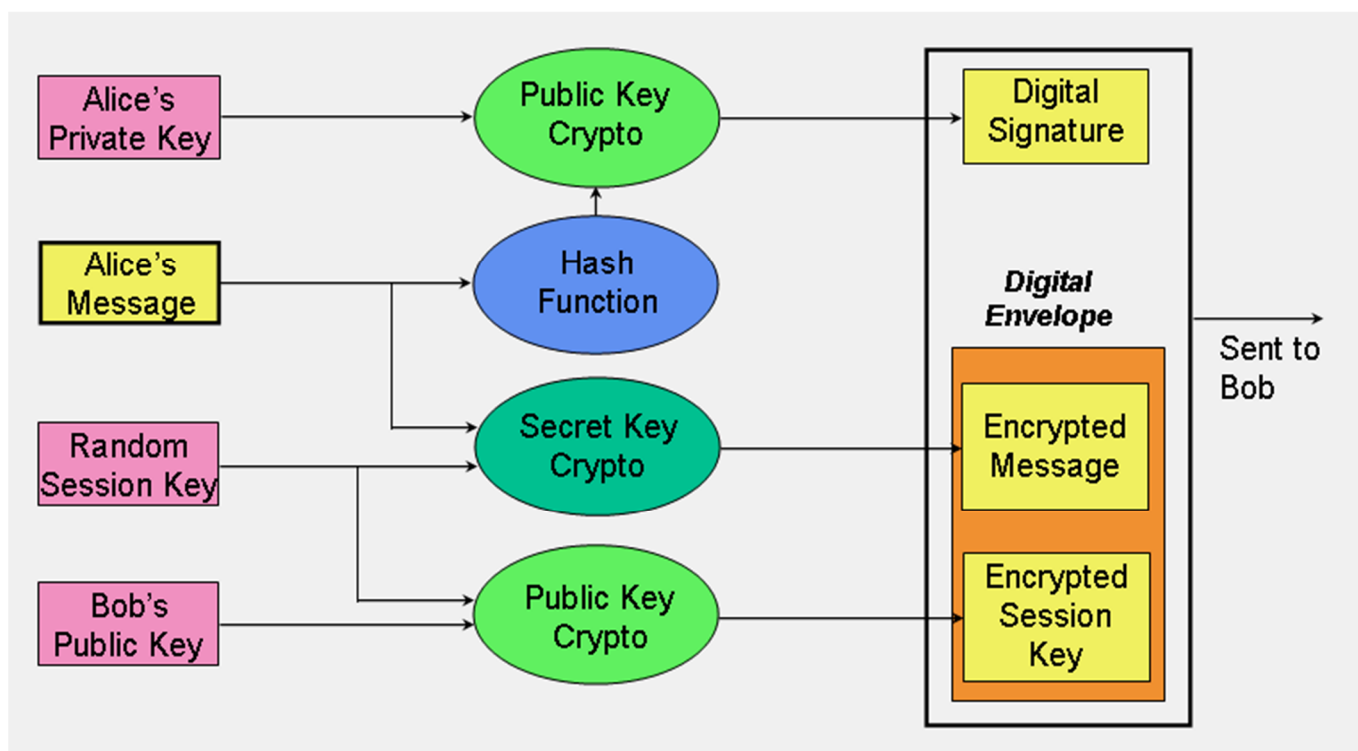 Alice's
Private Key
Public Key
Crypto
Digital
Signature
Alice's
Message
Hash
Function
Digital
Envelope
Sent to
Bob
Random
Session Key
Secret Key
Crypto
Encrypted
Message
Bob's
Public Key
Public Key
Crypto
Encrypted
Session
Key